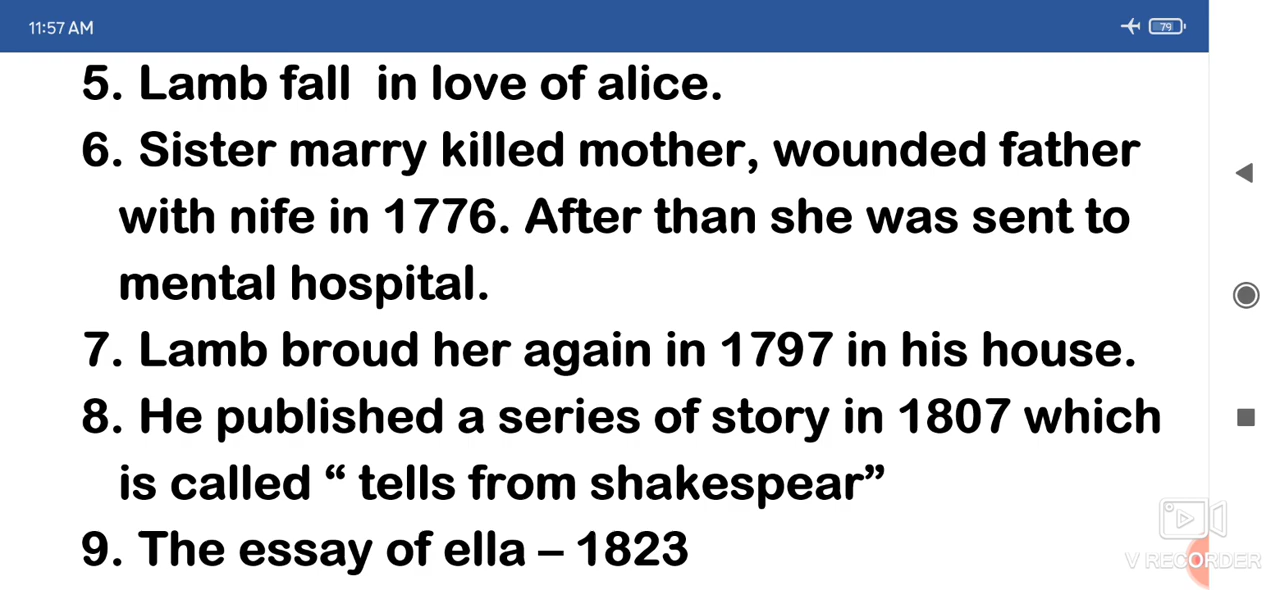 11:57 AM
79
5. Lamb fall in love of alice.
6. Sister marry killed mother, wounded father
with nife in 1776. After than she was sent to
mental hospital.
7. Lamb broud her again in 1797 in his house.
8. He published a series of story in 1807 which
is called “ tells from shakespear”
9. The essay of ella – 1823
V RECORDER